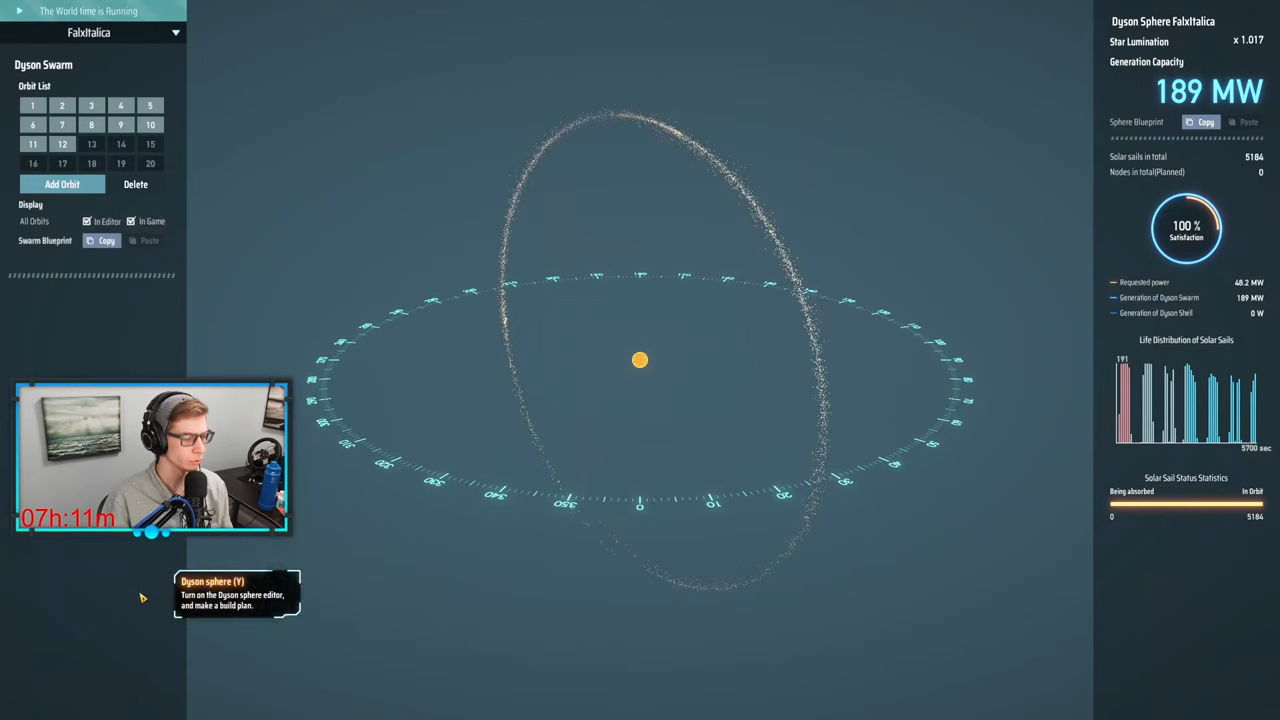 The World time is Running
FalxItalica
Dyson Swarm
Orbit List
1 2 3 4 5
6 7 8 9 10
11 12 13 14 15
16 17 18 19 20
Add Orbit Delete
Display
All Orbits In Editor In Game
Swarm Blueprint Copy Paste
07h:11m
Dyson sphere (Y)
Turn on the Dyson sphere editor,
and make a build plan.
340
350
0
10
20
30
Dyson Sphere FalxItalica
Star Lumination x 1.017
Generation Capacity
189 MW
Sphere Blueprint Copy Paste
Solar sails in total 5184
Nodes in total(Planned) 0
100 %
Satisfaction
Requested power 48.2 MW
Generation of Dyson Swarm 189 MW
Generation of Dyson Shell 0 W
Life Distribution of Solar Sails
191
5700 sec
Solar Sail Status Statistics
Being absorbed In Orbit
0 5184